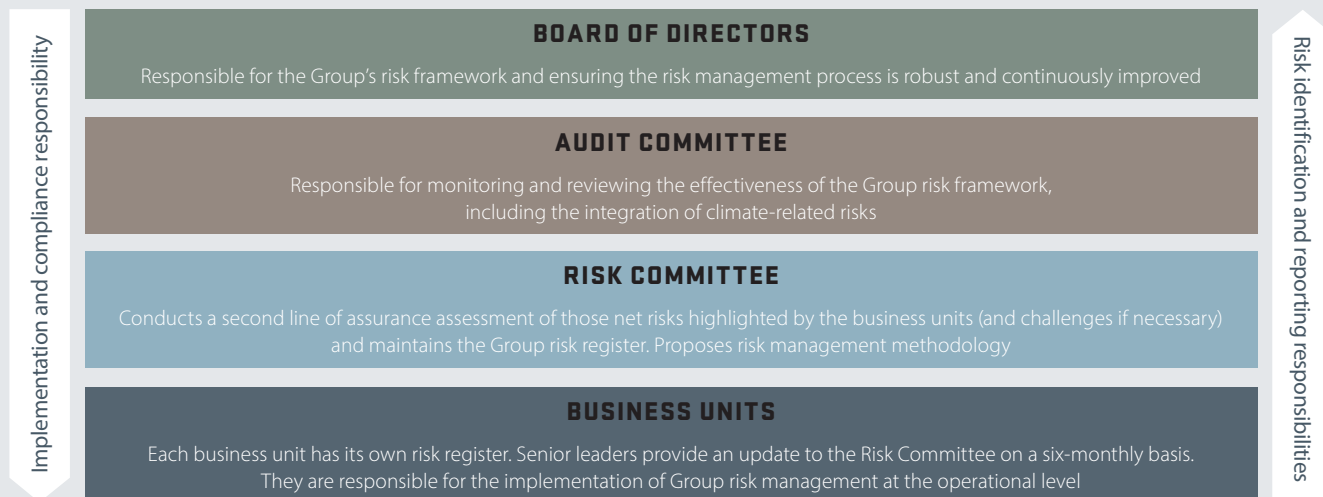 Implementation and compliance responsibility
BOARD OF DIRECTORS
Responsible for the Group’s risk framework and ensuring the risk management process is robust and continuously improved
AUDIT COMMITTEE
Responsible for monitoring and reviewing the effectiveness of the Group risk framework,
including the integration of climate-related risks
RISK COMMITTEE
Conducts a second line of assurance assessment of those net risks highlighted by the business units (and challenges if necessary)
and maintains the Group risk register. Proposes risk management methodology
BUSINESS UNITS
Each business unit has its own risk register. Senior leaders provide an update to the Risk Committee on a six-monthly basis.
They are responsible for the implementation of Group risk management at the operational level
Risk identification and reporting responsibilities